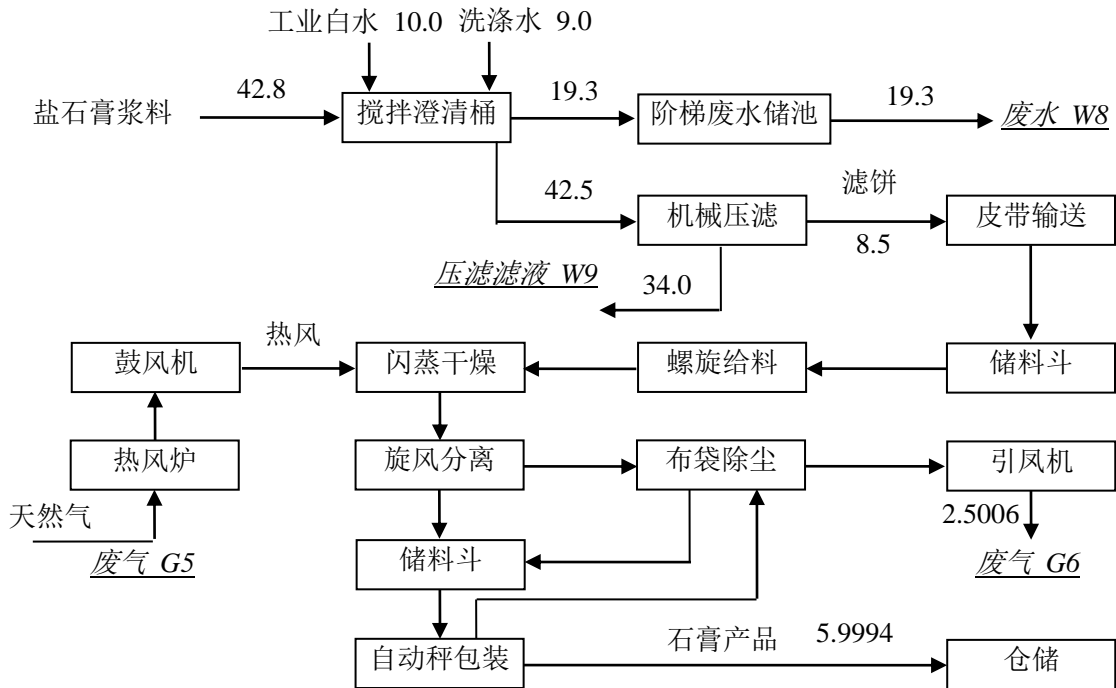 工业白水 10.0 洗涤水 9.0
盐石膏浆料 42.8 搅拌澄清桶 19.3 阶梯废水储池 19.3 废水 W8
42.5 机械压滤 滤饼 8.5 皮带输送
压滤滤液 W9 34.0
鼓风机 热风 闪蒸干燥 螺旋给料 储料斗
热风炉 旋风分离 布袋除尘 引凤机
天然气 2.5006
废气 G5 储料斗 废气 G6
自动秤包装 石膏产品 5.9994 仓储